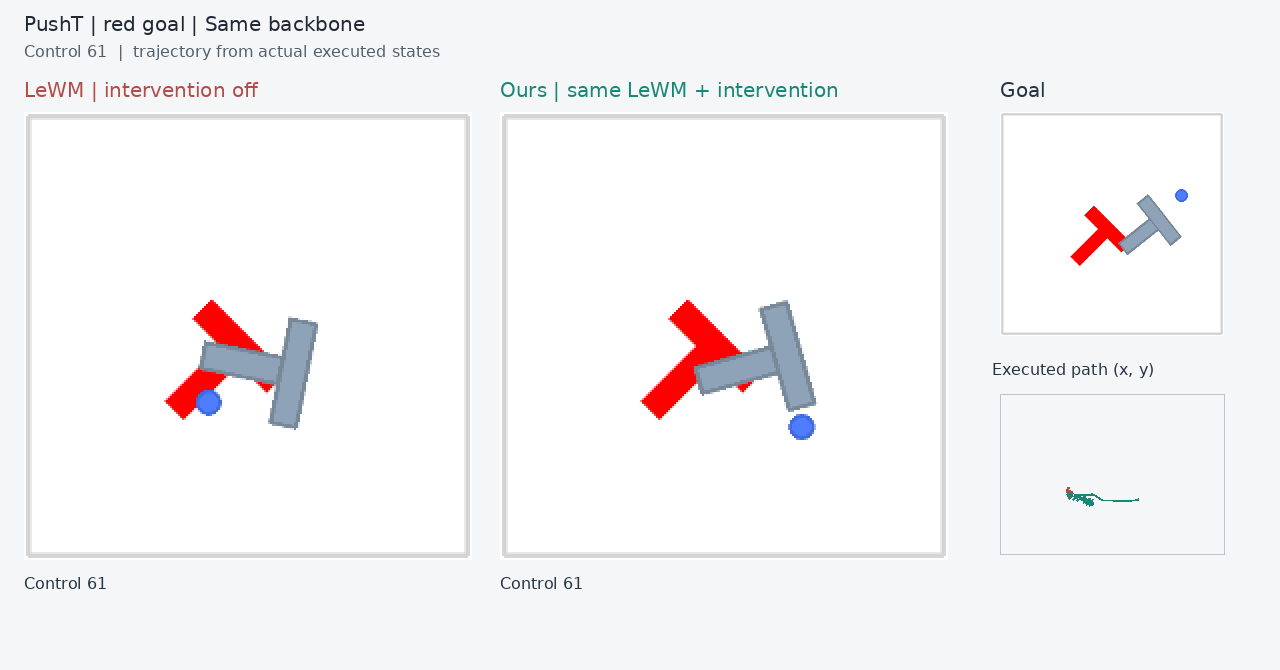 PushT | red goal | Same backbone
Control 61 | trajectory from actual executed states
LeWM | intervention off
Ours | same LeWM + intervention
Goal
Executed path (x, y)
Control 61
Control 61